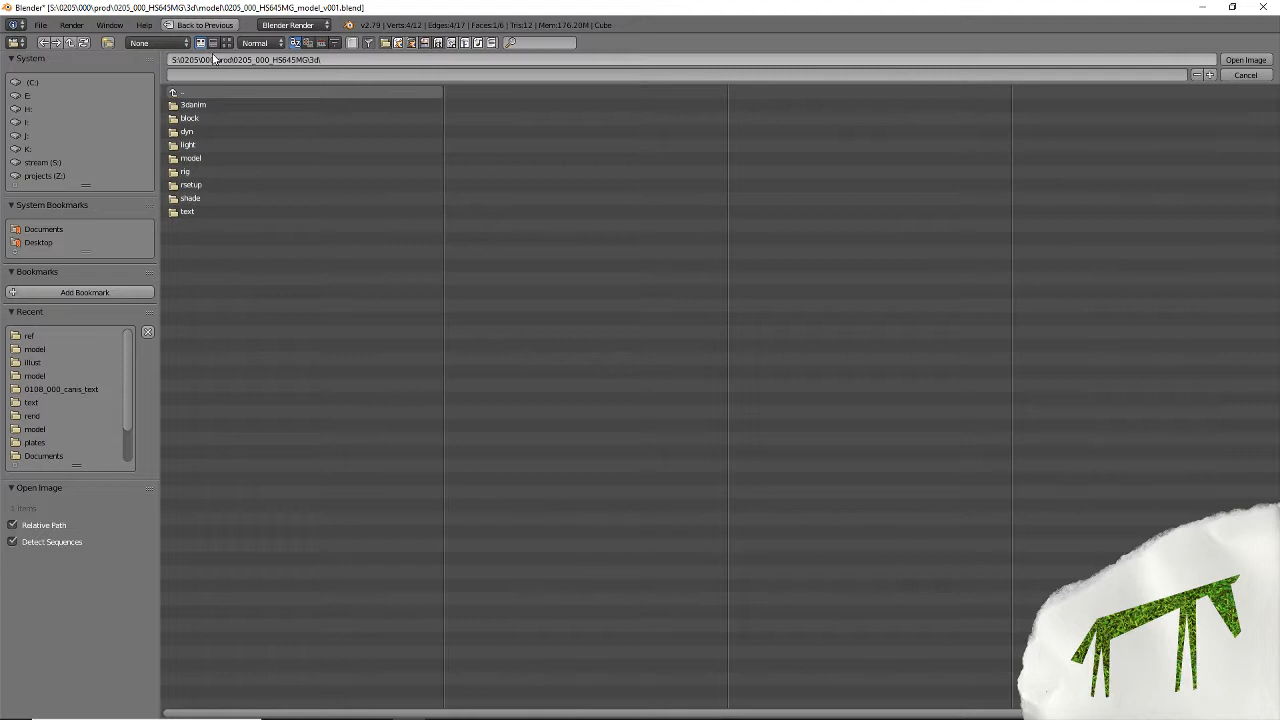 Blender* [S:\0205\000\prod\0205_000_HS645MG\3d\model\0205_000_HS645MG_model_v001.blend]
File Render Window Help Back to Previous Blender Render v2.79 | Verts:4/12 | Edges:4/17 | Faces:1/6 | Tris:12 | Mem:176.20M | Cube
None Normal
System
S:\0205\00 prod\0205_000_HS645MG\3d\
Open Image
Cancel
(C:)
E:
H:
I:
J:
K:
stream (S:)
projects (Z:)
System Bookmarks
Documents
Desktop
Bookmarks
Add Bookmark
Recent
ref
model
illust
model
0108_000_canis_text
text
rend
model
plates
Documents
Open Image
Relative Path
Detect Sequences
..
3danim
block
dyn
light
model
rig
rsetup
shade
text